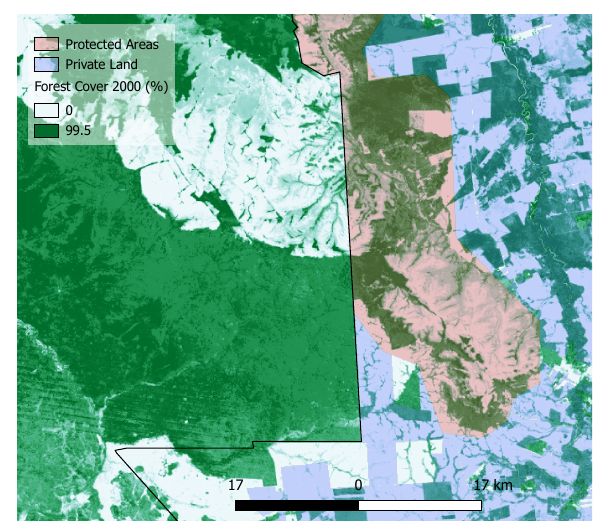 Protected Areas
Private Land
Forest Cover 2000 (%)
0
99.5
17 0 17 km